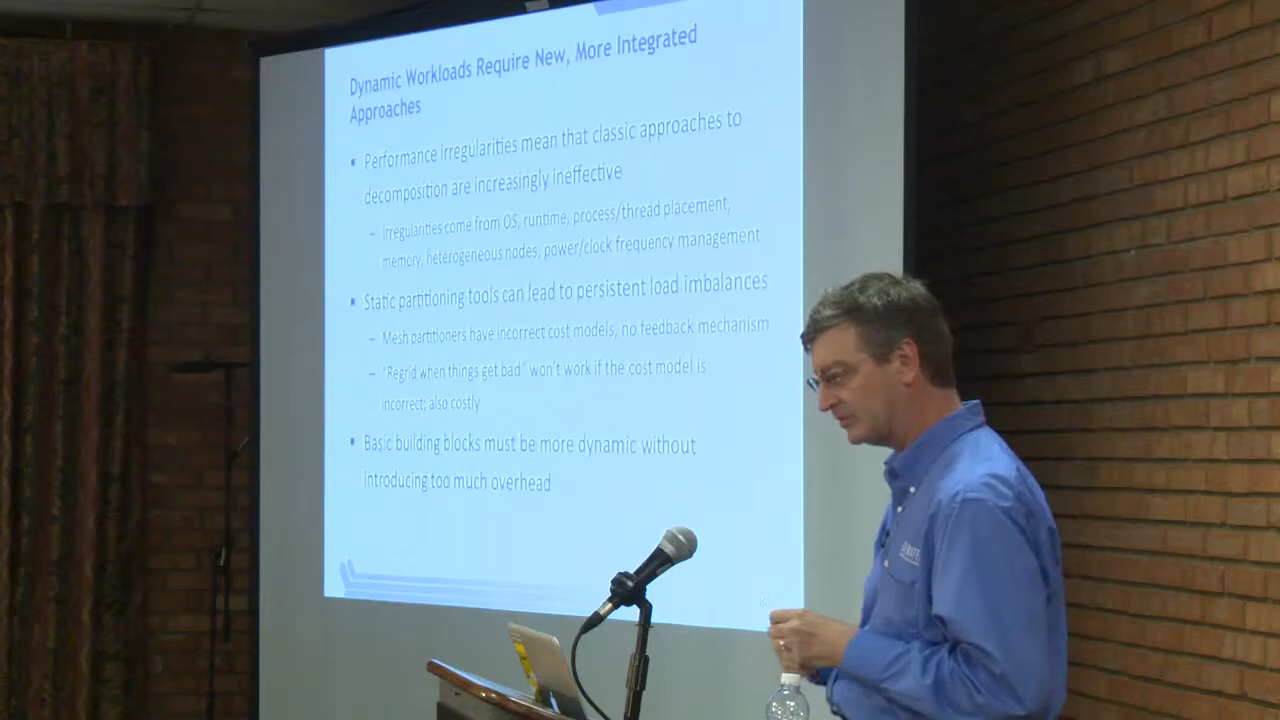 Dynamic Workloads Require New, More Integrated
Approaches
• Performance irregularities mean that classic approaches to
decomposition are increasingly ineffective
– Irregularities come from OS, runtime, process/thread placement,
memory, heterogeneous nodes, power/clock frequency management
• Static partitioning tools can lead to persistent load imbalances
– Mesh partitioners have incorrect cost models, no feedback mechanism
– "Regrid when things get bad" won't work if the cost model is
incorrect; also costly
• Basic building blocks must be more dynamic without
introducing too much overhead